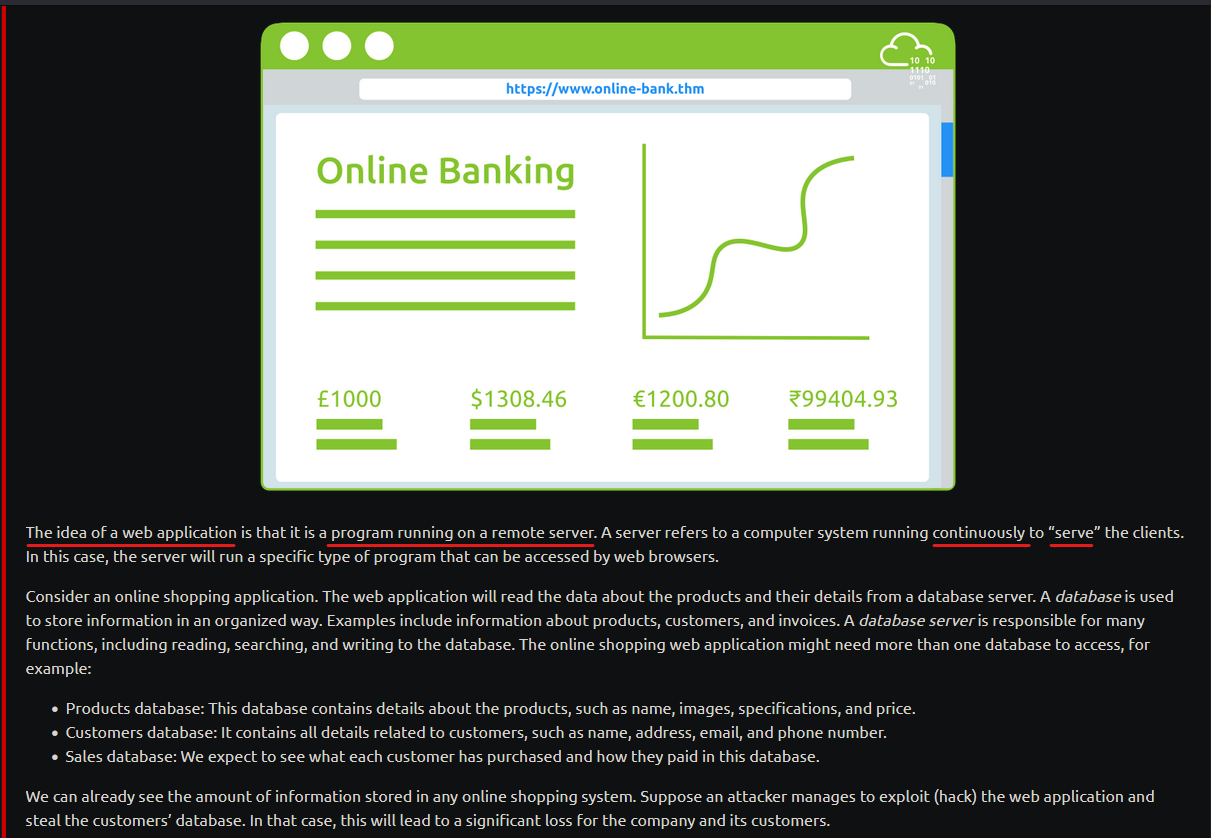 10 10
1110
0101 01
01 010
01
https://www.online-bank.thm
Online Banking
£1000 $1308.46 €1200.80 ₹99404.93
The idea of a web application is that it is a program running on a remote server. A server refers to a computer system running continuously to “serve” the clients.
In this case, the server will run a specific type of program that can be accessed by web browsers.
Consider an online shopping application. The web application will read the data about the products and their details from a database server. A database is used
to store information in an organized way. Examples include information about products, customers, and invoices. A database server is responsible for many
functions, including reading, searching, and writing to the database. The online shopping web application might need more than one database to access, for
example:
• Products database: This database contains details about the products, such as name, images, specifications, and price.
• Customers database: It contains all details related to customers, such as name, address, email, and phone number.
• Sales database: We expect to see what each customer has purchased and how they paid in this database.
We can already see the amount of information stored in any online shopping system. Suppose an attacker manages to exploit (hack) the web application and
steal the customers’ database. In that case, this will lead to a significant loss for the company and its customers.